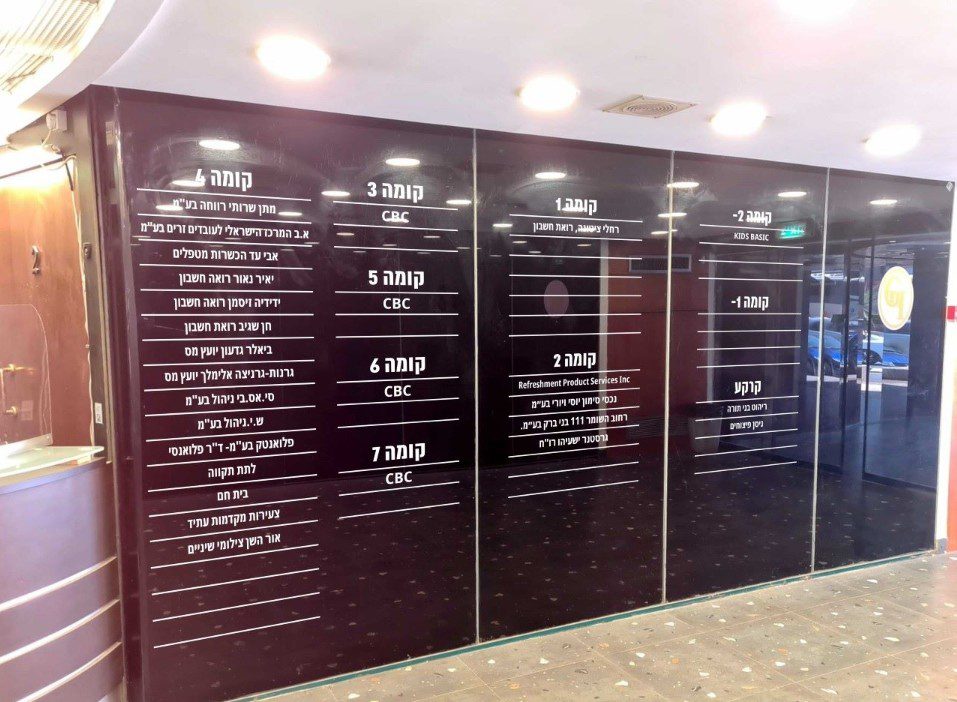 קומה 4
מתן שרותי רווחה בע"מ
א.ב המרכז הישראלי לעובדים זרים בע"מ
אבי עד הכשרות מטפלים
יאיר נאור רואה חשבון
ידידיה זיסמן רואה חשבון
חן שגיב רואת חשבון
ביאלר גדעון יועץ מס
גרנות-גרניצה אלימלך יועץ מס
סי.אס.בי ניהול בע"מ
ש.י.ניהול בע"מ
פלואנטק בע"מ- ד"ר פלואנסי
לתת תקווה
בית חם
צעירות מקדמות עתיד
אור השן צילומי שיניים
קומה 3
CBC
קומה 5
CBC
קומה 6
CBC
קומה 7
CBC
קומה 1
רחלי ציטונה, רואת חשבון
קומה 2
Refreshment Product Services Inc
נכסי סימון יוסי ויורי בע"מ
רחוב השומר 111 בני ברק בע"מ.
גרסטנר ישעיהו רו"ח
קומה 2-
KIDS BASIC
קומה 1-
קרקע
ריהוט בני תורה
ניסן פיצוחים
2